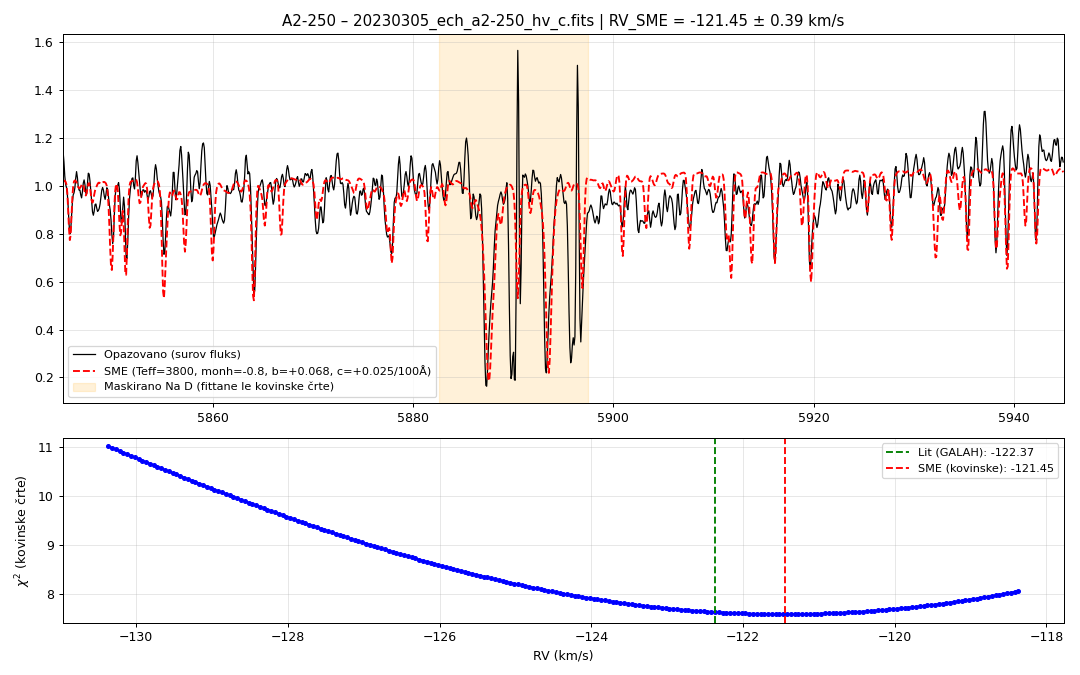 A2-250 – 20230305_ech_a2-250_hv_c.fits | RV_SME = -121.45 ± 0.39 km/s
1.6
1.4
1.2
1.0
0.8
0.6
0.4
0.2
Opazovano (surov fluks)
SME (Teff=3800, monh=-0.8, b=+0.068, c=+0.025/100Å)
Maskirano Na D (fittane le kovinske črte)
5860 5880 5900 5920 5940
11
10
9
8
χ² (kovinske črte)
Lit (GALAH): -122.37
SME (kovinske): -121.45
−130 −128 −126 −124 −122 −120 −118
RV (km/s)